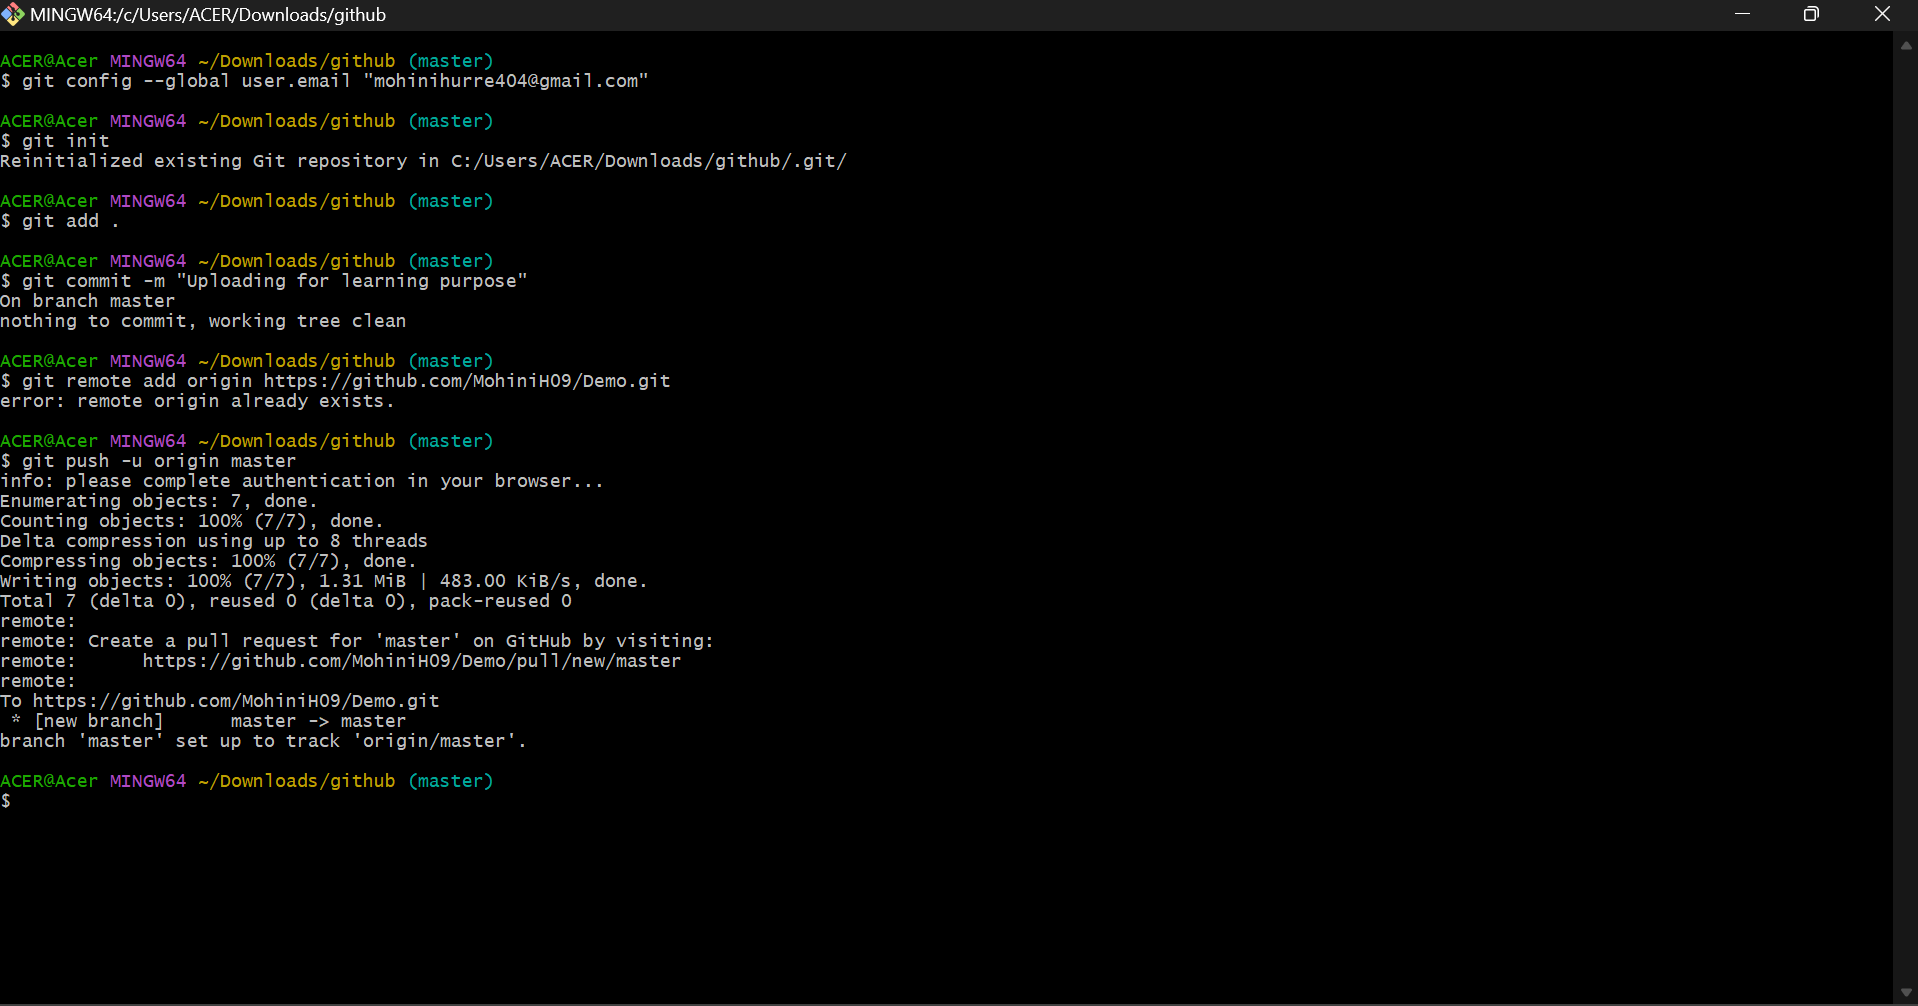 MINGW64:/c/Users/ACER/Downloads/github
ACER@Acer MINGW64 ~/Downloads/github (master)
$ git config --global user.email "mohinihurre404@gmail.com"
ACER@Acer MINGW64 ~/Downloads/github (master)
$ git init
Reinitialized existing Git repository in C:/Users/ACER/Downloads/github/.git/
ACER@Acer MINGW64 ~/Downloads/github (master)
$ git add .
ACER@Acer MINGW64 ~/Downloads/github (master)
$ git commit -m "Uploading for learning purpose"
On branch master
nothing to commit, working tree clean
ACER@Acer MINGW64 ~/Downloads/github (master)
$ git remote add origin https://github.com/MohiniH09/Demo.git
error: remote origin already exists.
ACER@Acer MINGW64 ~/Downloads/github (master)
$ git push -u origin master
info: please complete authentication in your browser...
Enumerating objects: 7, done.
Counting objects: 100% (7/7), done.
Delta compression using up to 8 threads
Compressing objects: 100% (7/7), done.
Writing objects: 100% (7/7), 1.31 MiB | 483.00 KiB/s, done.
Total 7 (delta 0), reused 0 (delta 0), pack-reused 0
remote:
remote: Create a pull request for 'master' on GitHub by visiting:
remote:      https://github.com/MohiniH09/Demo/pull/new/master
remote:
To https://github.com/MohiniH09/Demo.git
 * [new branch]      master -> master
branch 'master' set up to track 'origin/master'.
ACER@Acer MINGW64 ~/Downloads/github (master)
$